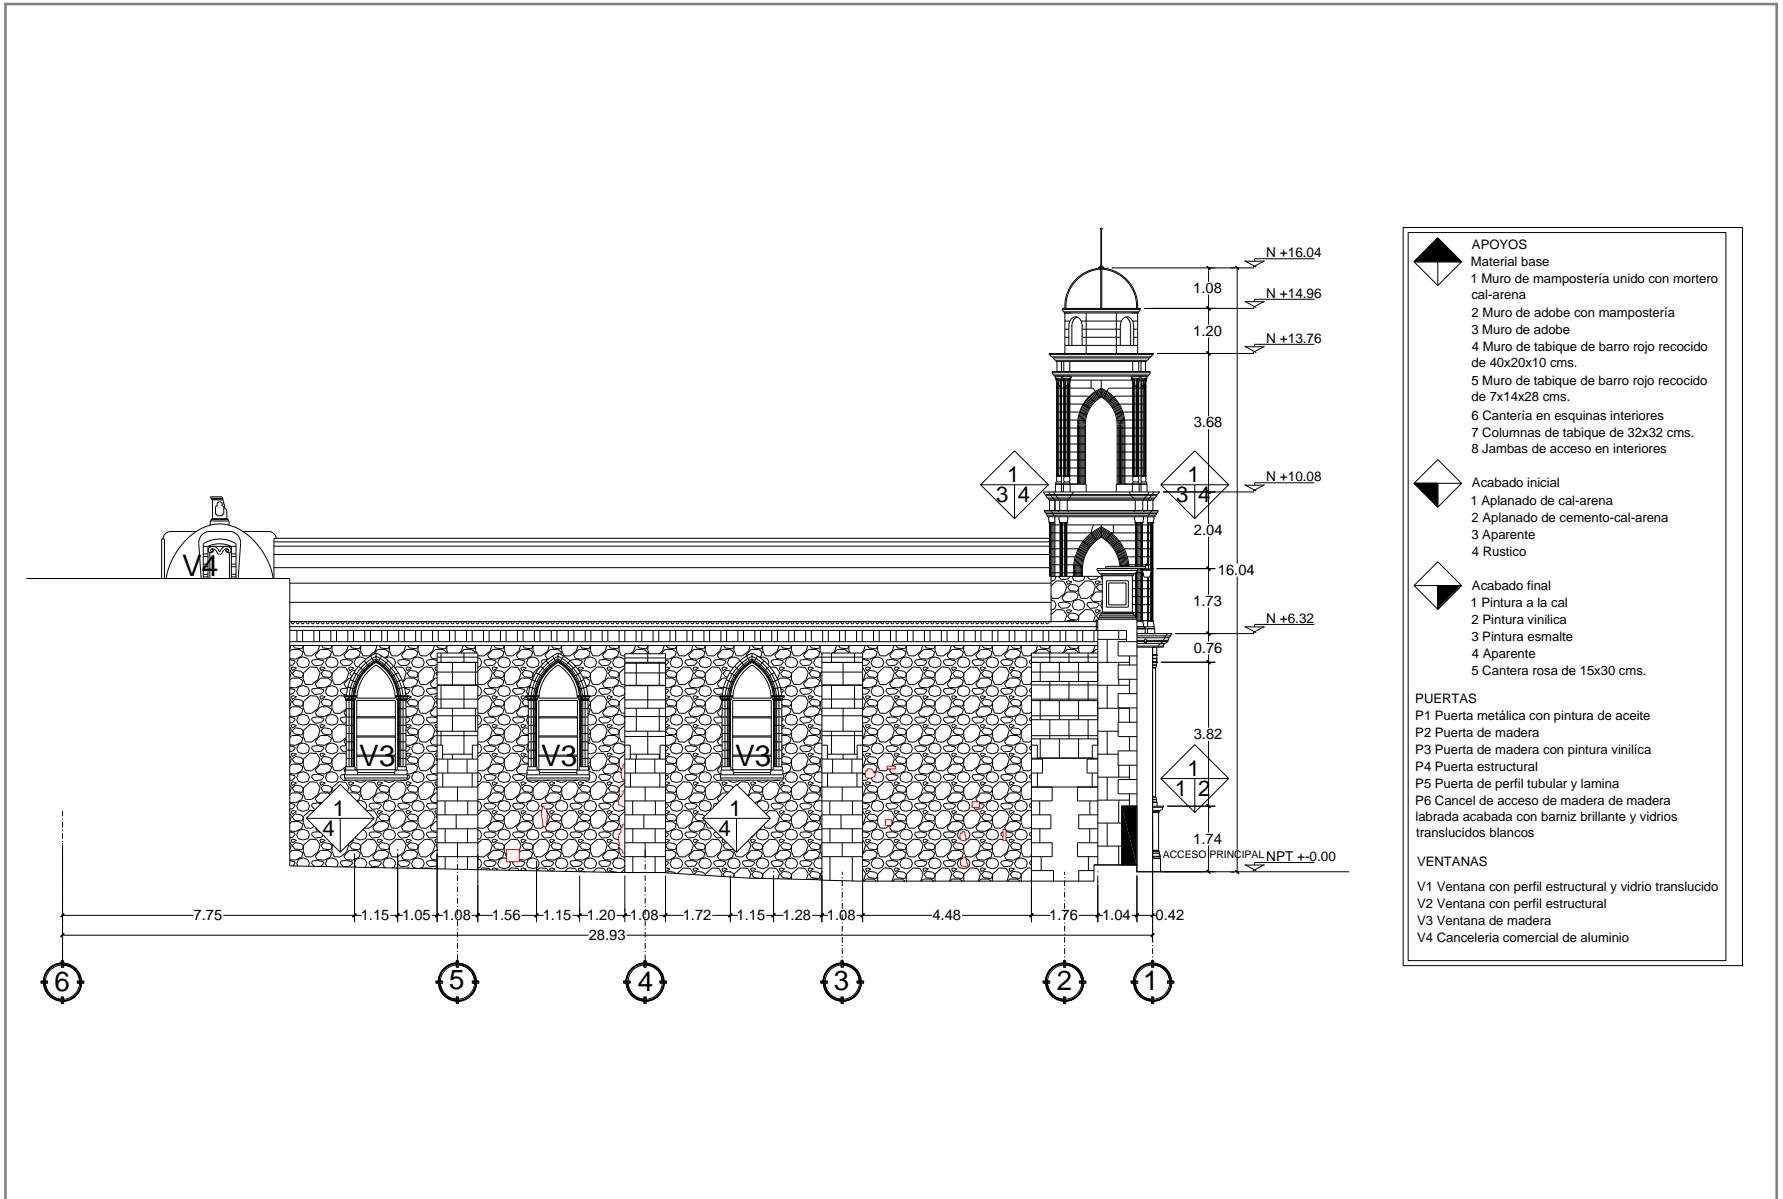 N +16.04
1.08
N +14.96
1.20
N +13.76
3.68
1
3 4
1
3 4
N +10.08
2.04
V4
16.04
1.73
N +6.32
0.76
V3
V3
V3
3.82
1
1 2
1
4
1
4
1.74
ACCESO PRINCIPAL
NPT +-0.00
7.75
1.15
1.05
1.08
1.56
1.15
1.20
1.08
1.72
1.15
1.28
1.08
4.48
1.76
1.04
0.42
28.93
6
5
4
3
2
1
APOYOS
Material base
1 Muro de mampostería unido con mortero
cal-arena
2 Muro de adobe con mampostería
3 Muro de adobe
4 Muro de tabique de barro rojo recocido
de 40x20x10 cms.
5 Muro de tabique de barro rojo recocido
de 7x14x28 cms.
6 Cantería en esquinas interiores
7 Columnas de tabique de 32x32 cms.
8 Jambas de acceso en interiores
Acabado inicial
1 Aplanado de cal-arena
2 Aplanado de cemento-cal-arena
3 Aparente
4 Rustico
Acabado final
1 Pintura a la cal
2 Pintura vinilica
3 Pintura esmalte
4 Aparente
5 Cantera rosa de 15x30 cms.
PUERTAS
P1 Puerta metálica con pintura de aceite
P2 Puerta de madera
P3 Puerta de madera con pintura vinilíca
P4 Puerta estructural
P5 Puerta de perfil tubular y lamina
P6 Cancel de acceso de madera de madera
labrada acabada con barniz brillante y vidrios
translucidos blancos
VENTANAS
V1 Ventana con perfil estructural y vidrio translucido
V2 Ventana con perfil estructural
V3 Ventana de madera
V4 Canceleria comercial de aluminio